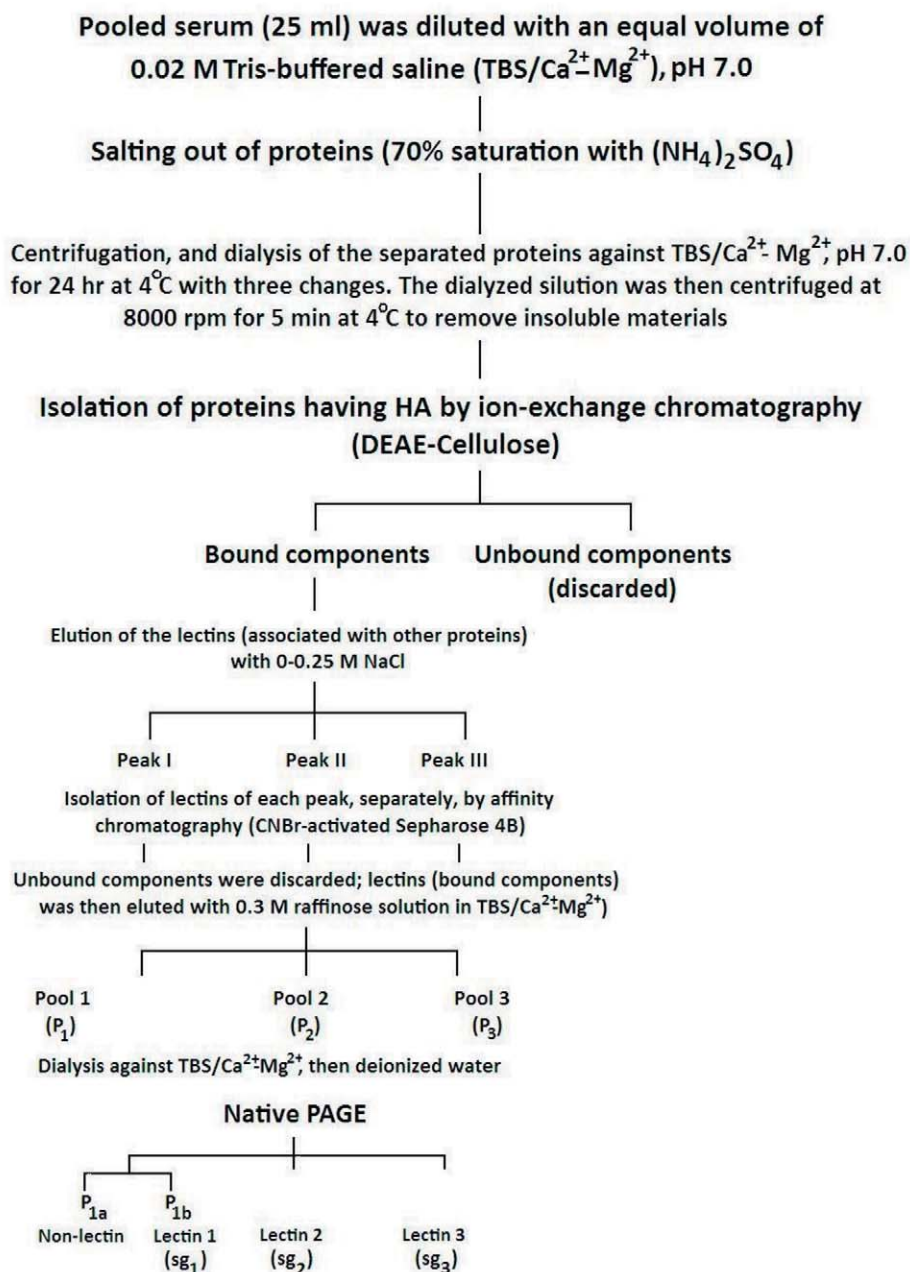 Pooled serum (25 ml) was diluted with an equal volume of
0.02 M Tris-buffered saline (TBS/Ca²⁺-Mg²⁺), pH 7.0
Salting out of proteins (70% saturation with (NH₄)₂SO₄)
Centrifugation, and dialysis of the separated proteins against TBS/Ca²⁺- Mg²⁺, pH 7.0
for 24 hr at 4°C with three changes. The dialyzed silution was then centrifuged at
8000 rpm for 5 min at 4°C to remove insoluble materials
Isolation of proteins having HA by ion-exchange chromatography
(DEAE-Cellulose)
Bound components Unbound components
(discarded)
Elution of the lectins (associated with other proteins)
with 0-0.25 M NaCl
Peak I Peak II Peak III
Isolation of lectins of each peak, separately, by affinity
chromatography (CNBr-activated Sepharose 4B)
Unbound components were discarded; lectins (bound components)
was then eluted with 0.3 M raffinose solution in TBS/Ca²⁺-Mg²⁺)
Pool 1 Pool 2 Pool 3
(P₁) (P₂) (P₃)
Dialysis against TBS/Ca²⁺-Mg²⁺, then deionized water
Native PAGE
P₁ₐ P₁b
Non-lectin Lectin 1 Lectin 2 Lectin 3
(sg₁) (sg₂) (sg₃)